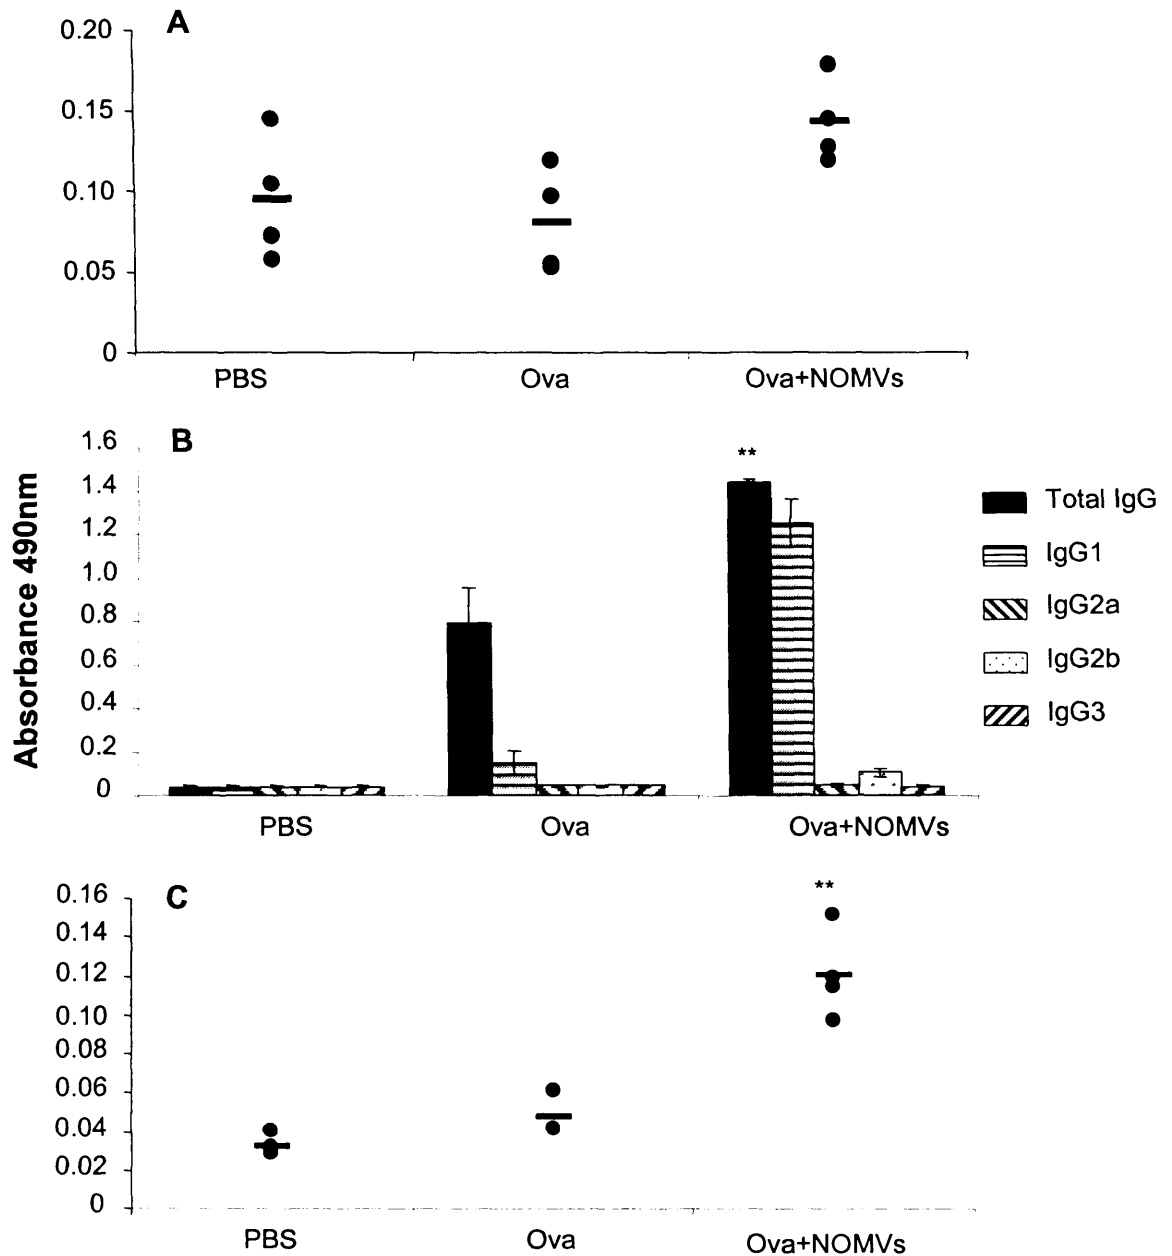 A
0.20
0.15
0.10
0.05
0
PBS Ova Ova+NOMVs
B
1.6
1.4
1.2
1.0
0.8
0.6
0.4
0.2
0
**
PBS Ova Ova+NOMVs
Absorbance 490nm
Total IgG
IgG1
IgG2a
IgG2b
IgG3
C
0.16
0.14
0.12
0.10
0.08
0.06
0.04
0.02
0
**
PBS Ova Ova+NOMVs